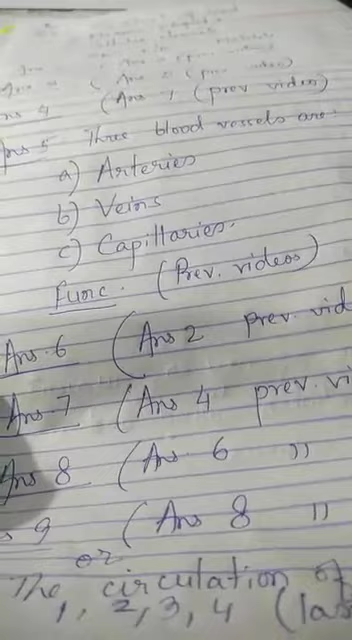 (Ans 1 (prev video)
Ans 5 Three blood vessels are:
a) Arteries
b) Veins
c) Capillaries.
Func. (Prev. videos)
Ans. 6 (Ans 2 prev. vid
Ans. 7 (Ans 4 prev. vi
Ans 8 (Ans 6 "
s 9 (Ans 8 "
or
The circulation of
1, 2, 3, 4 (las